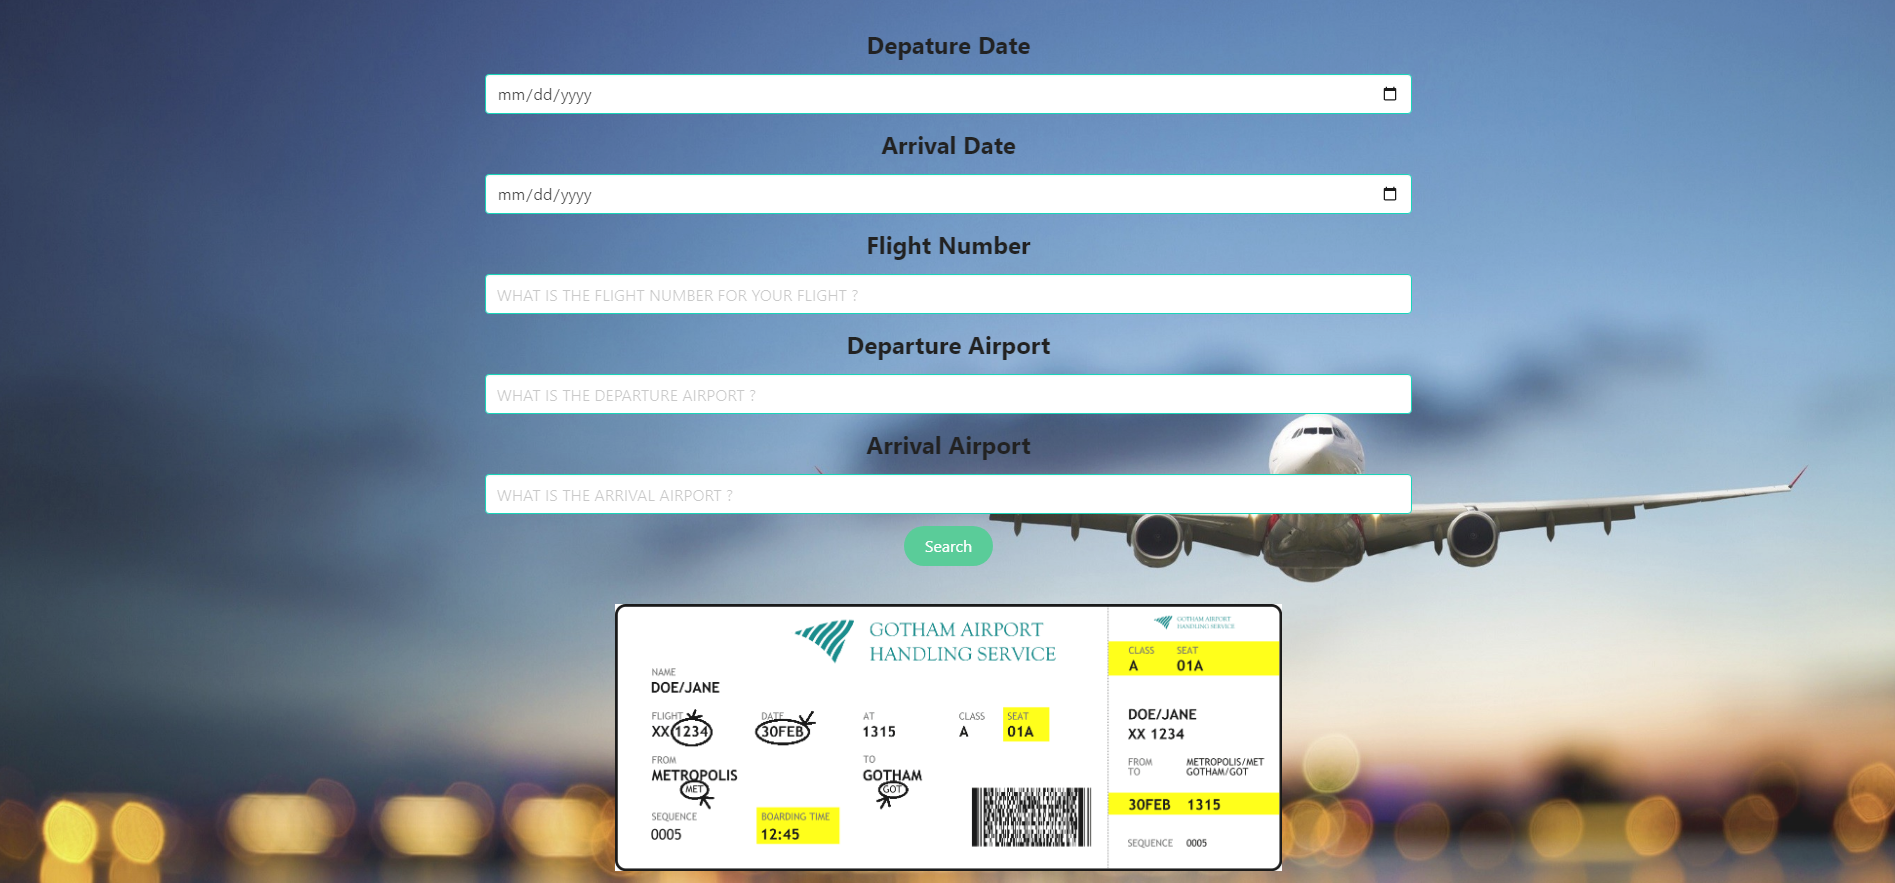 Depature Date
mm/dd/yyyy
Arrival Date
mm/dd/yyyy
Flight Number
WHAT IS THE FLIGHT NUMBER FOR YOUR FLIGHT ?
Departure Airport
WHAT IS THE DEPARTURE AIRPORT ?
Arrival Airport
WHAT IS THE ARRIVAL AIRPORT ?
Search
GOTHAM AIRPORT
HANDLING SERVICE
NAME
DOE/JANE
FLIGHT DATE AT CLASS SEAT
XX 1234 30FEB 1315 A 01A
FROM TO
METROPOLIS GOTHAM
MET GOT
SEQUENCE BOARDING TIME
0005 12:45
GOTHAM AIRPORT
HANDLING SERVICE
CLASS SEAT
A 01A
DOE/JANE
XX 1234
FROM METROPOLIS/MET
TO GOTHAM/GOT
30FEB 1315
SEQUENCE 0005